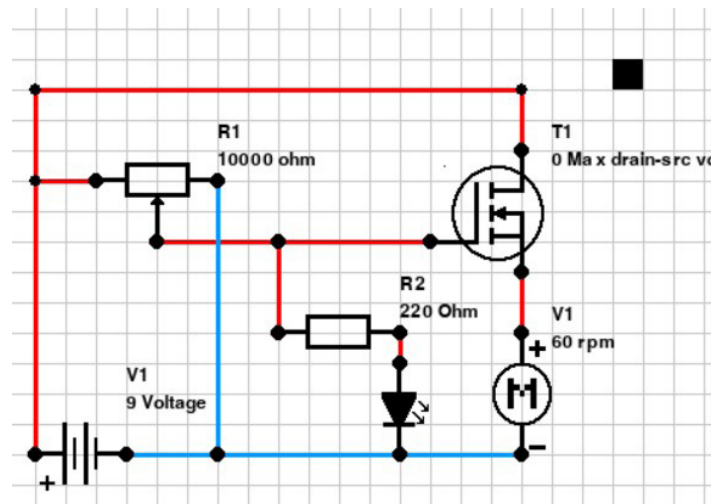 R1
10000 ohm
T1
0 Max drain-src vo
R2
220 Ohm
V1
60 rpm
V1
9 Voltage
+
-
+
M